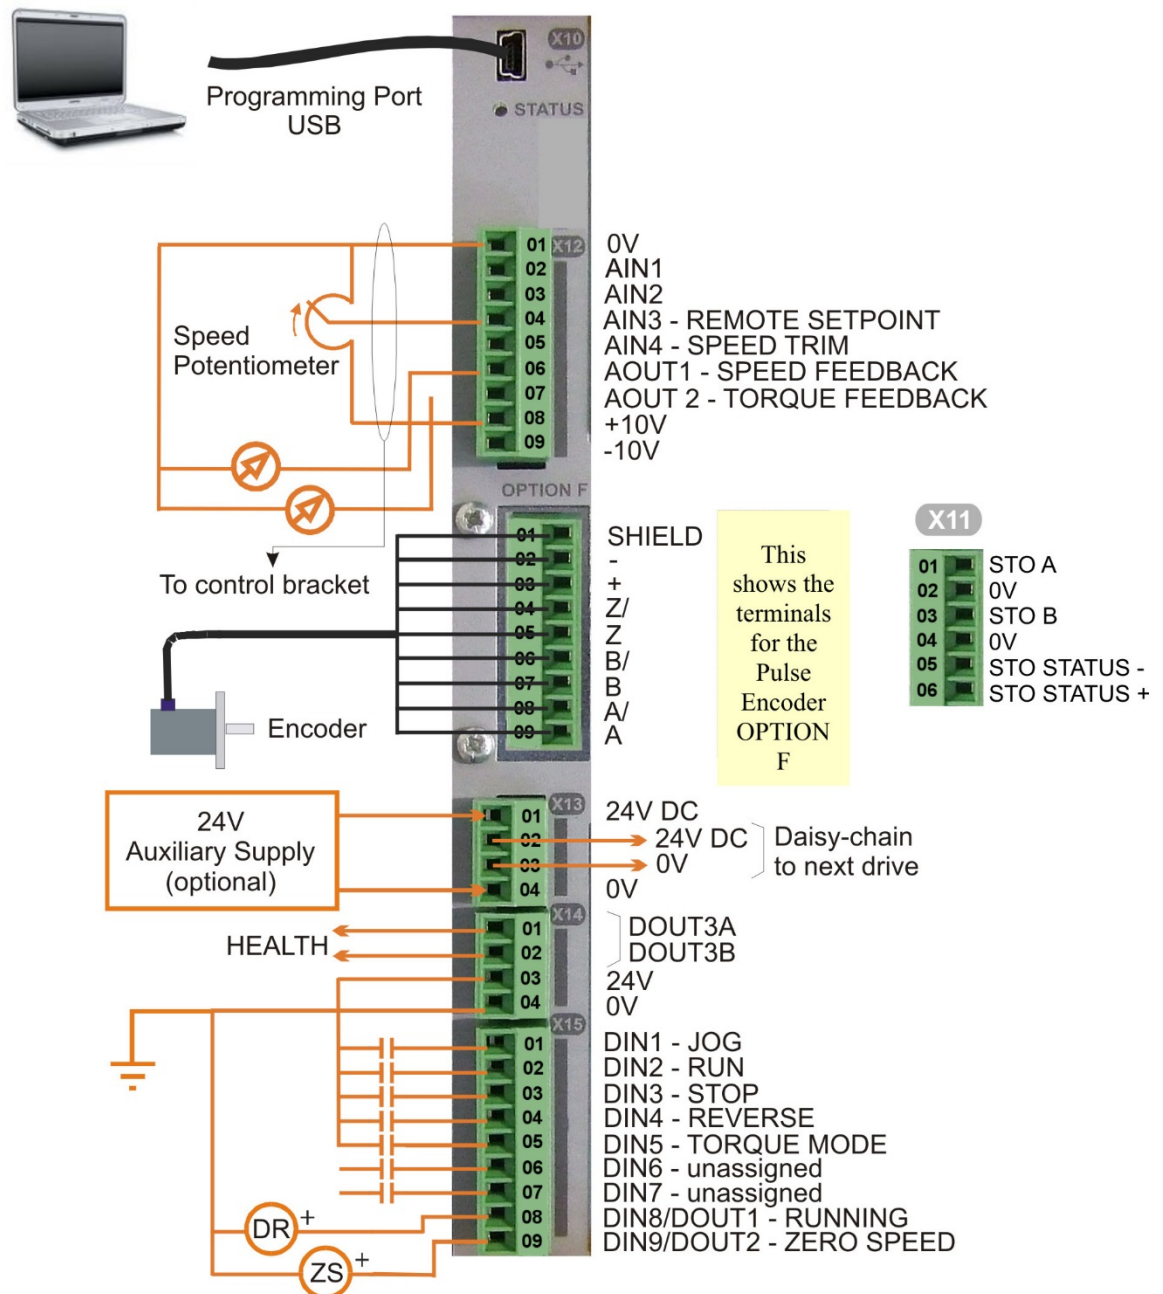 X10
Programming Port
USB
STATUS
X12
01 0V
02 AIN1
03 AIN2
04 AIN3 - REMOTE SETPOINT
05 AIN4 - SPEED TRIM
06 AOUT1 - SPEED FEEDBACK
07 AOUT 2 - TORQUE FEEDBACK
08 +10V
09 -10V
Speed
Potentiometer
OPTION F
To control bracket
01 SHIELD
02 -
03 +
04 Z/
05 Z
06 B/
07 B
08 A/
09 A
Encoder
This
shows the
terminals
for the
Pulse
Encoder
OPTION
F
X11
01 STO A
02 0V
03 STO B
04 0V
05 STO STATUS -
06 STO STATUS +
24V
Auxiliary Supply
(optional)
X13
01 24V DC
02 24V DC
03 0V
04 0V
Daisy-chain
to next drive
HEALTH
X14
01 DOUT3A
02 DOUT3B
03 24V
04 0V
X15
01 DIN1 - JOG
02 DIN2 - RUN
03 DIN3 - STOP
04 DIN4 - REVERSE
05 DIN5 - TORQUE MODE
06 DIN6 - unassigned
07 DIN7 - unassigned
08 DIN8/DOUT1 - RUNNING
09 DIN9/DOUT2 - ZERO SPEED
DR +
ZS +